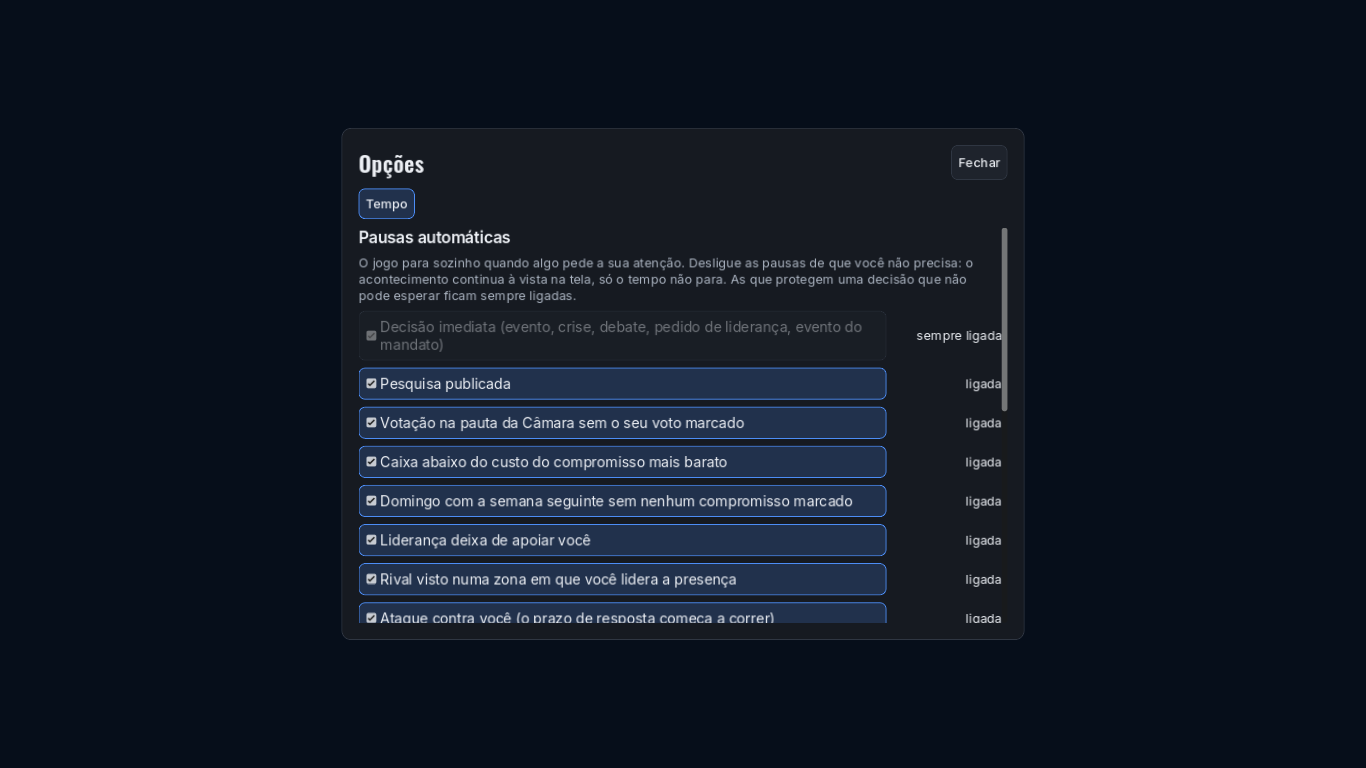 Opções
Fechar
Tempo
Pausas automáticas
O jogo para sozinho quando algo pede a sua atenção. Desligue as pausas de que você não precisa: o
acontecimento continua à vista na tela, só o tempo não para. As que protegem uma decisão que não
pode esperar ficam sempre ligadas.
Decisão imediata (evento, crise, debate, pedido de liderança, evento do
mandato)
sempre ligada
Pesquisa publicada
ligada
Votação na pauta da Câmara sem o seu voto marcado
ligada
Caixa abaixo do custo do compromisso mais barato
ligada
Domingo com a semana seguinte sem nenhum compromisso marcado
ligada
Liderança deixa de apoiar você
ligada
Rival visto numa zona em que você lidera a presença
ligada
Ataque contra você (o prazo de resposta começa a correr)
ligada